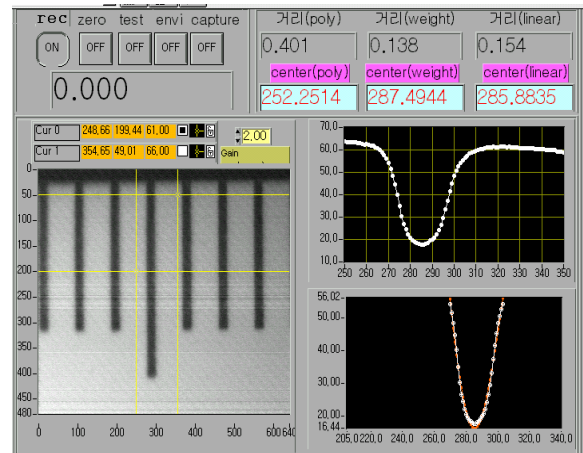 rec zero test envi capture
ON OFF OFF OFF OFF
0.000
거리(poly) 거리(weight) 거리(linear)
0.401 0.138 0.154
center(poly) center(weight) center(linear)
252.2514 287.4944 285.8835
Cur 0 248,66 199,44 61,00
Cur 1 354,65 49,01 66,00
2,00
Gain
0-
50-
100-
150-
200-
250-
300-
350-
400-
450-
480-
0 100 200 300 400 500 600 640
70,0-
60,0-
50,0-
40,0-
30,0-
20,0-
10,0-
250 260 270 280 290 300 310 320 330 340 350
56,02-
50,00-
40,00-
30,00-
20,00-
16,44-
205,0 220,0 240,0 260,0 280,0 300,0 320,0 340,0